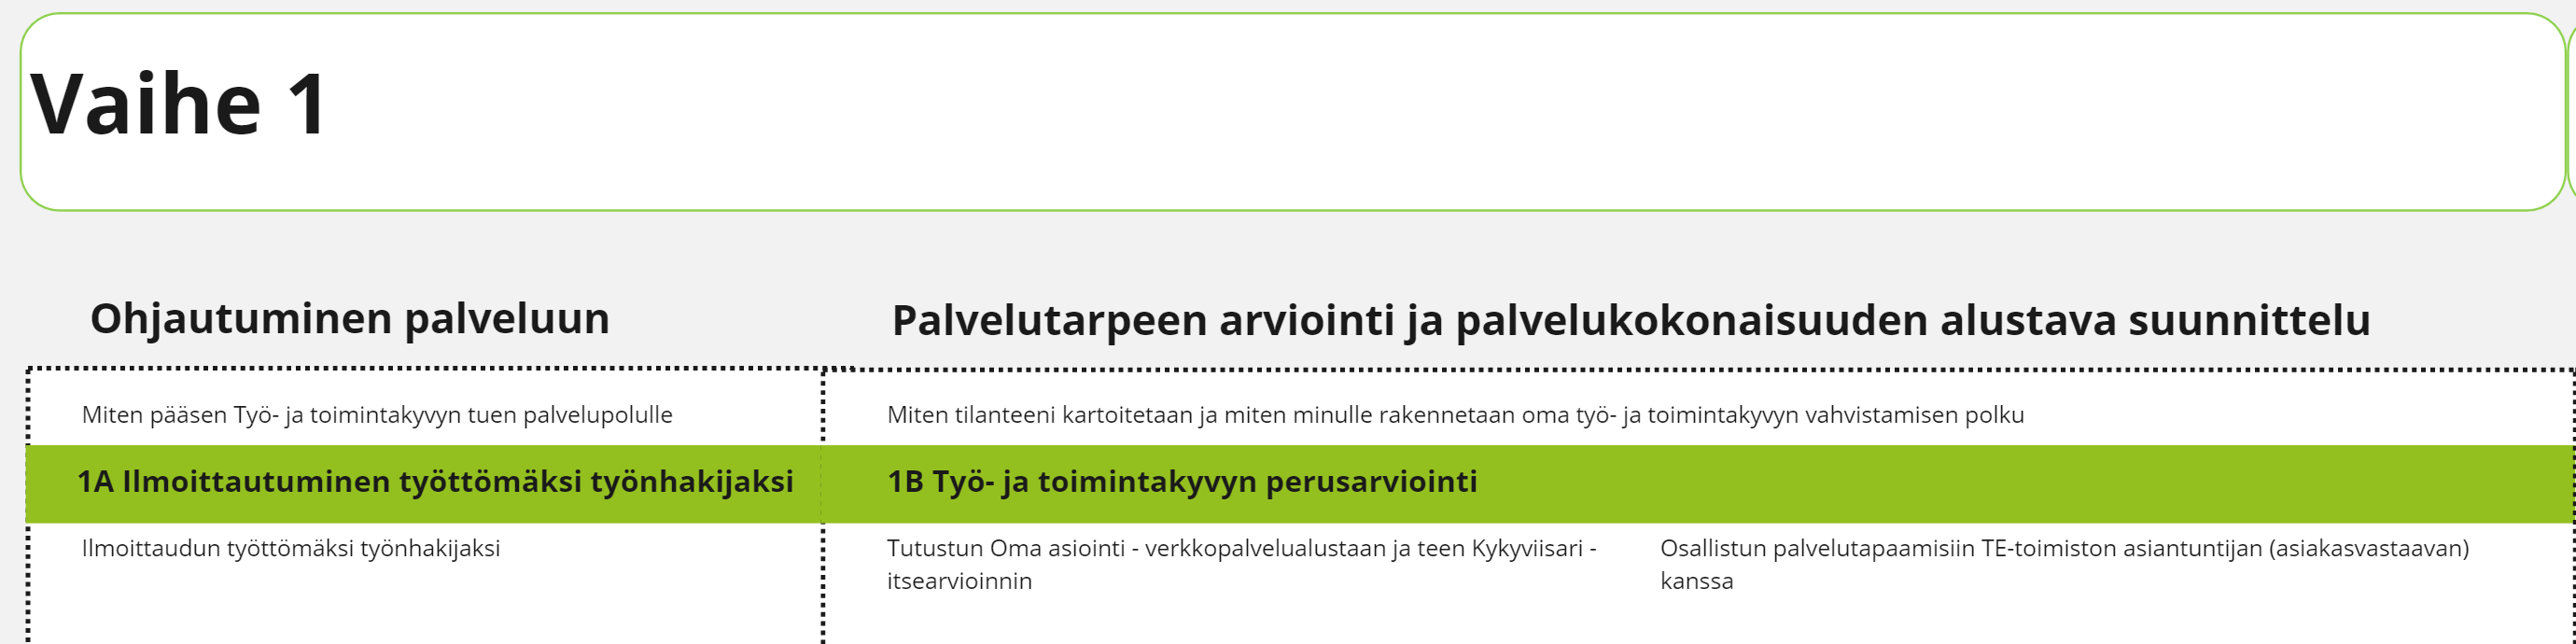 Vaihe 1
Ohjautuminen palveluun
Palvelutarpeen arviointi ja palvelukokonaisuuden alustava suunnittelu
Miten pääsen Työ- ja toimintakyvyn tuen palvelupolulle
Miten tilanteeni kartoitetaan ja miten minulle rakennetaan oma työ- ja toimintakyvyn vahvistamisen polku
1A Ilmoittautuminen työttömäksi työnhakijaksi
1B Työ- ja toimintakyvyn perusarviointi
Ilmoittaudun työttömäksi työnhakijaksi
Tutustun Oma asiointi - verkkopalvelualustaan ja teen Kykyviisari -
itsearvioinnin
Osallistun palvelutapaamisiin TE-toimiston asiantuntijan (asiakasvastaavan)
kanssa